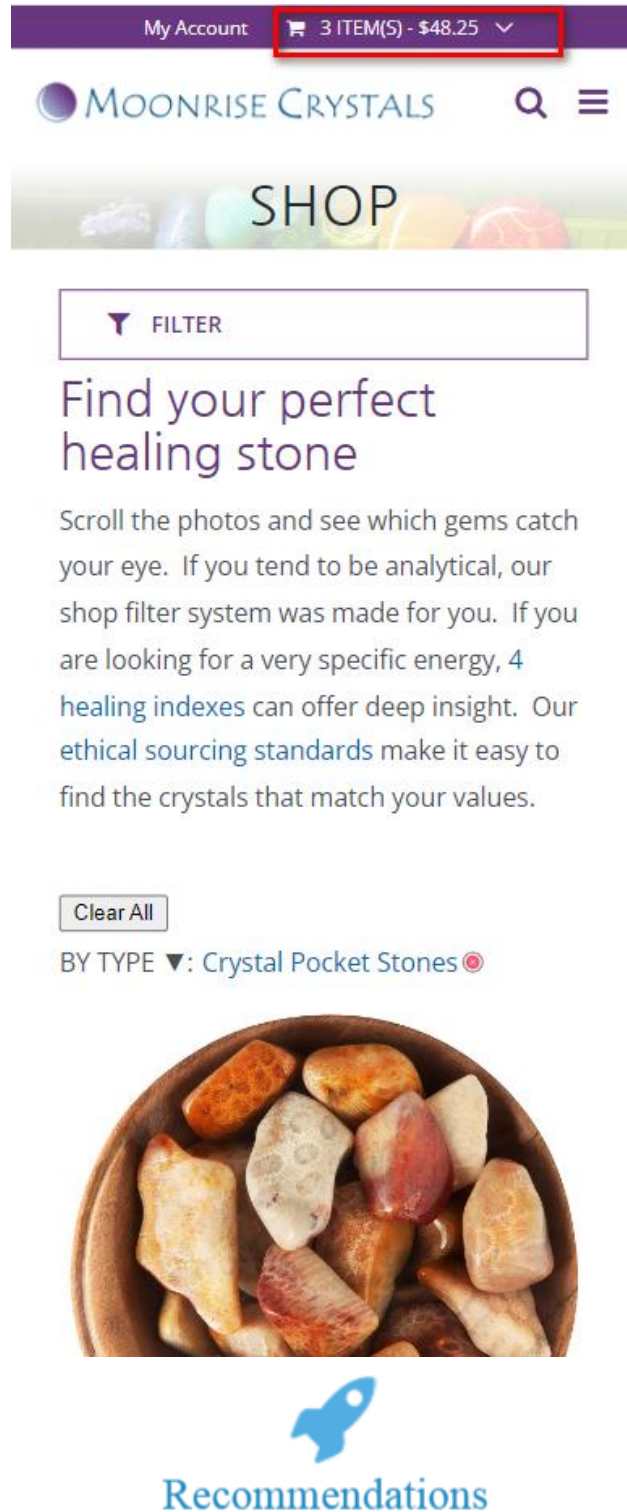 My Account 3 ITEM(S) - $48.25
MOONRISE CRYSTALS
SHOP
FILTER
Find your perfect
healing stone
Scroll the photos and see which gems catch
your eye. If you tend to be analytical, our
shop filter system was made for you. If you
are looking for a very specific energy, 4
healing indexes can offer deep insight. Our
ethical sourcing standards make it easy to
find the crystals that match your values.
Clear All
BY TYPE ▼: Crystal Pocket Stones
Recommendations